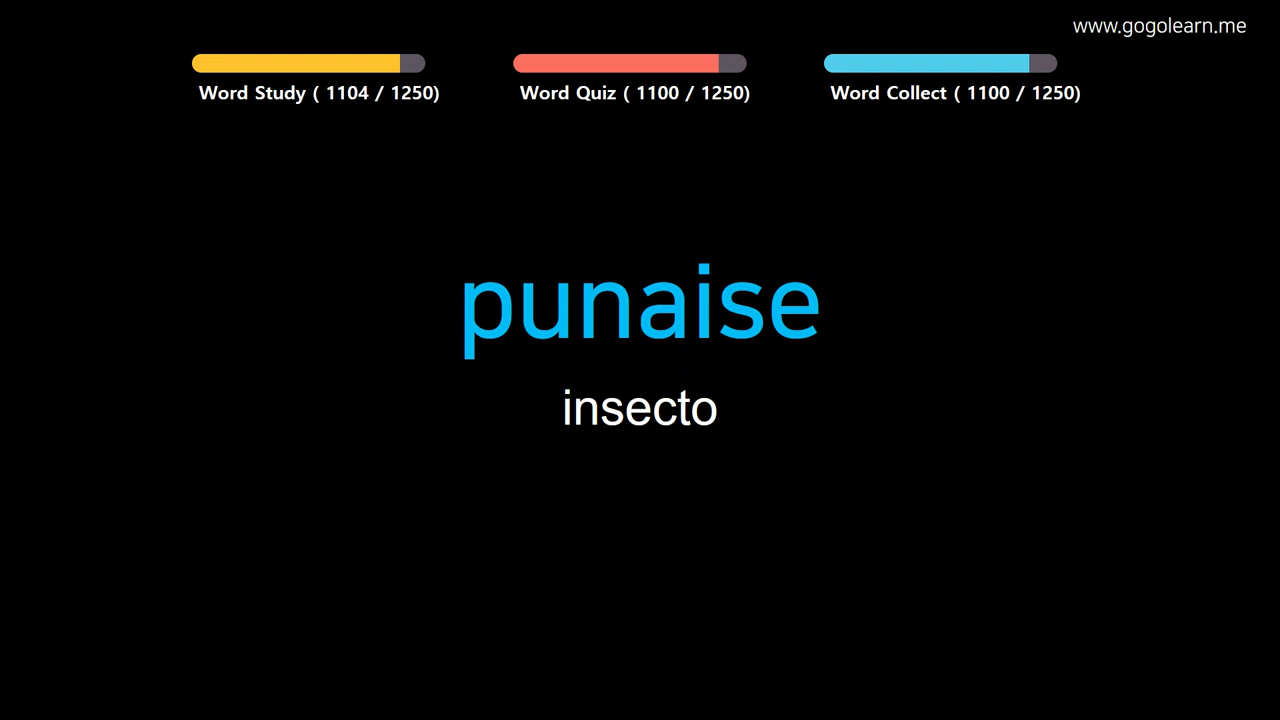 www.gogolearn.me
Word Study ( 1104 / 1250)
Word Quiz ( 1100 / 1250)
Word Collect ( 1100 / 1250)
punaise
insecto